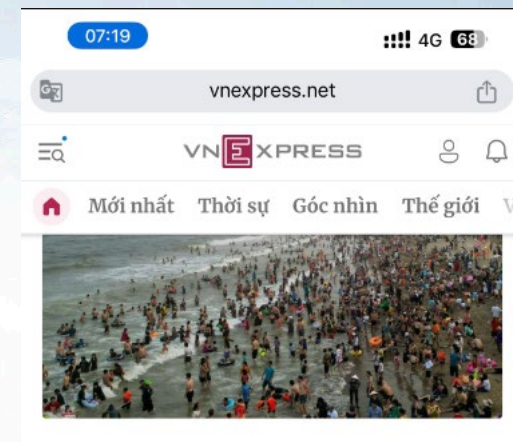 07:19
4G 68
vnexpress.net
VNEXPRESS
Mới nhất Thời sự Góc nhìn Thế giới V